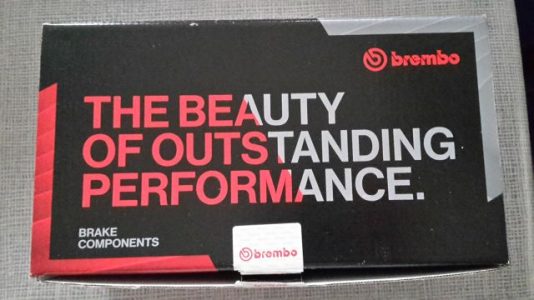 brembo
THE BEAUTY
OF OUTSTANDING
PERFORMANCE.
BRAKE
COMPONENTS
brembo